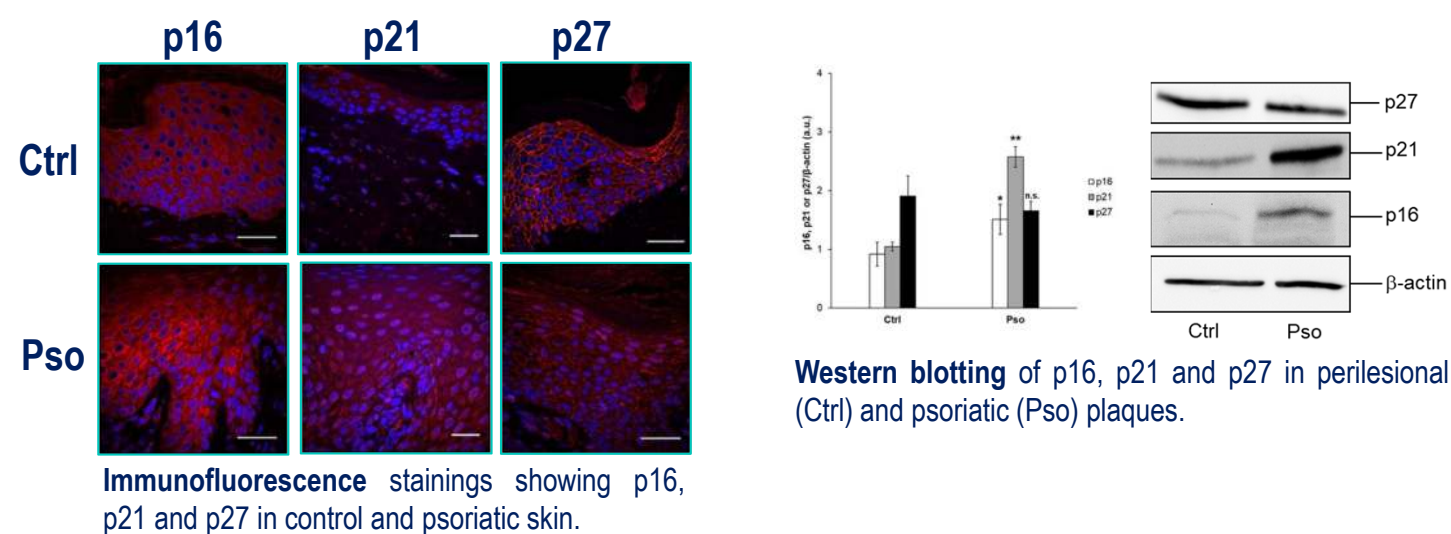 p16 p21 p27
Ctrl
Pso
Immunofluorescence stainings showing p16,
p21 and p27 in control and psoriatic skin.
p16, p21 or p27/β-actin (a.u.)
4
3
2
1
0
*
**
n.s.
Ctrl Pso
p16
p21
p27
p27
p21
p16
β-actin
Ctrl Pso
Western blotting of p16, p21 and p27 in perilesional
(Ctrl) and psoriatic (Pso) plaques.